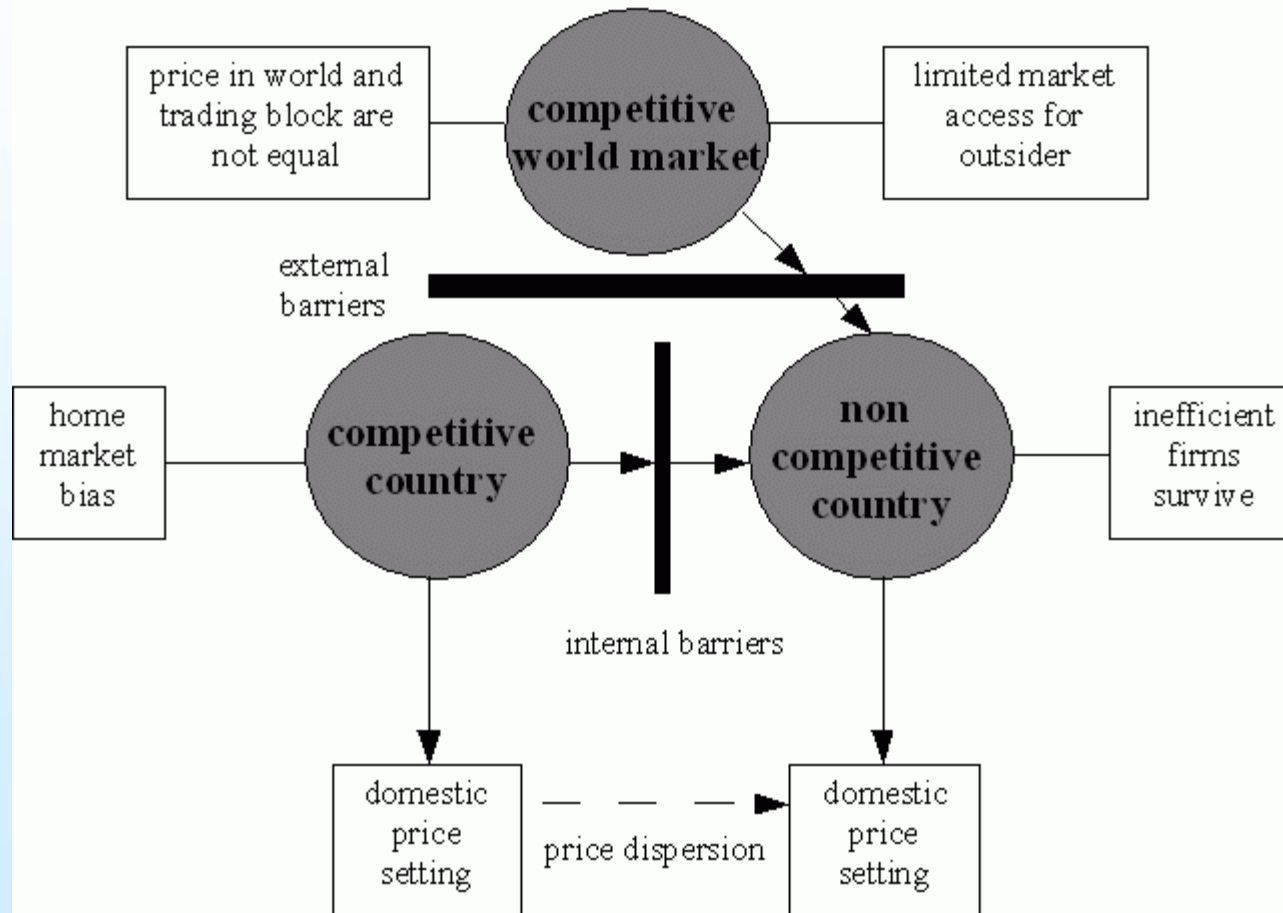 price in world and
trading block are
not equal
competitive
world market
limited market
access for
outsider
external
barriers
home
market
bias
competitive
country
non
competitive
country
inefficient
firms
survive
internal barriers
domestic
price
setting
price dispersion
domestic
price
setting